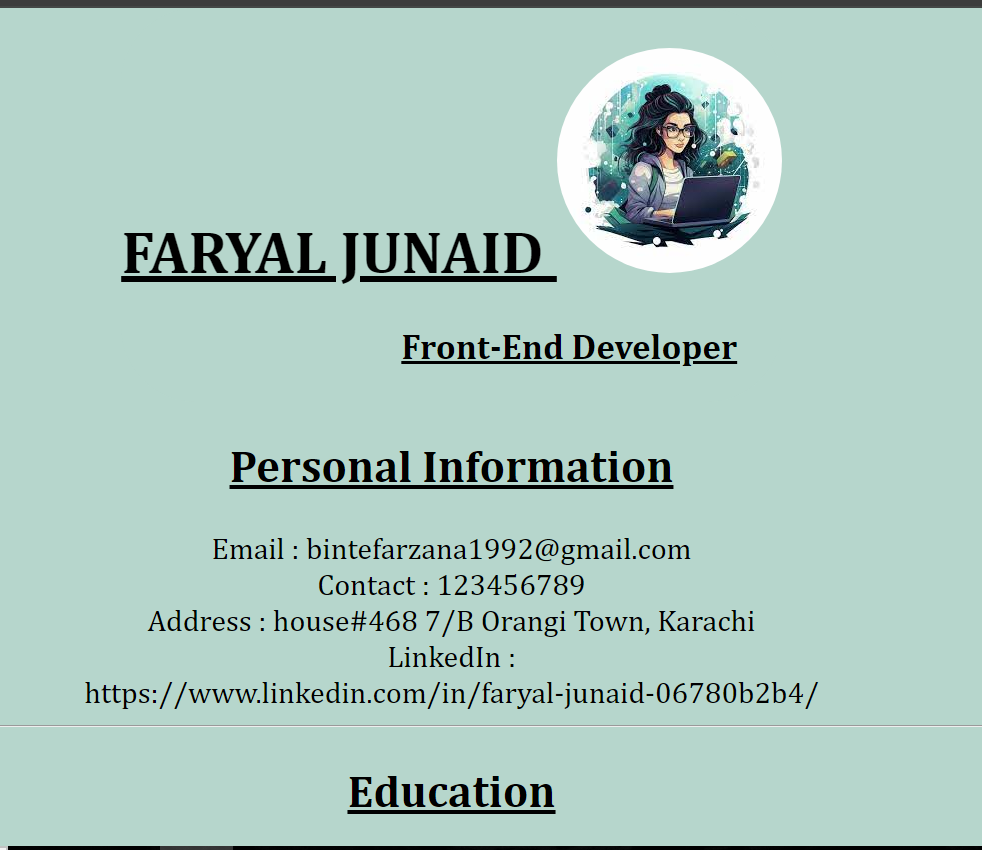 FARYAL JUNAID
Front-End Developer
Personal Information
Email : bintefarzana1992@gmail.com
Contact : 123456789
Address : house#468 7/B Orangi Town, Karachi
LinkedIn :
https://www.linkedin.com/in/faryal-junaid-06780b2b4/
Education